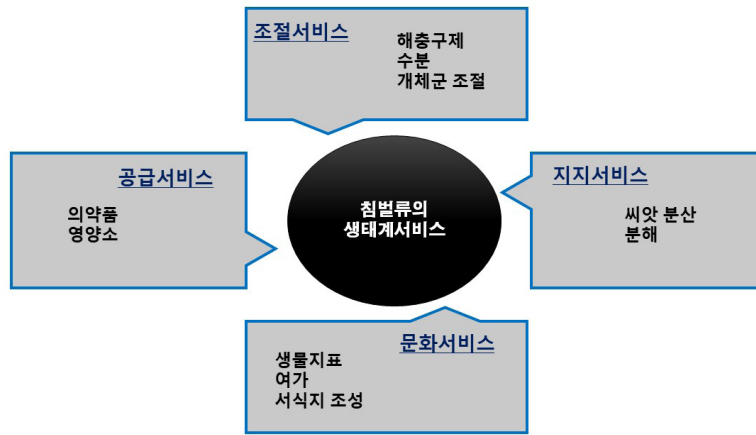 조절서비스
해충구제
수분
개체군 조절
공급서비스
의약품
영양소
침벌류의
생태계서비스
지지서비스
씨앗 분산
분해
문화서비스
생물지표
여가
서식지 조성